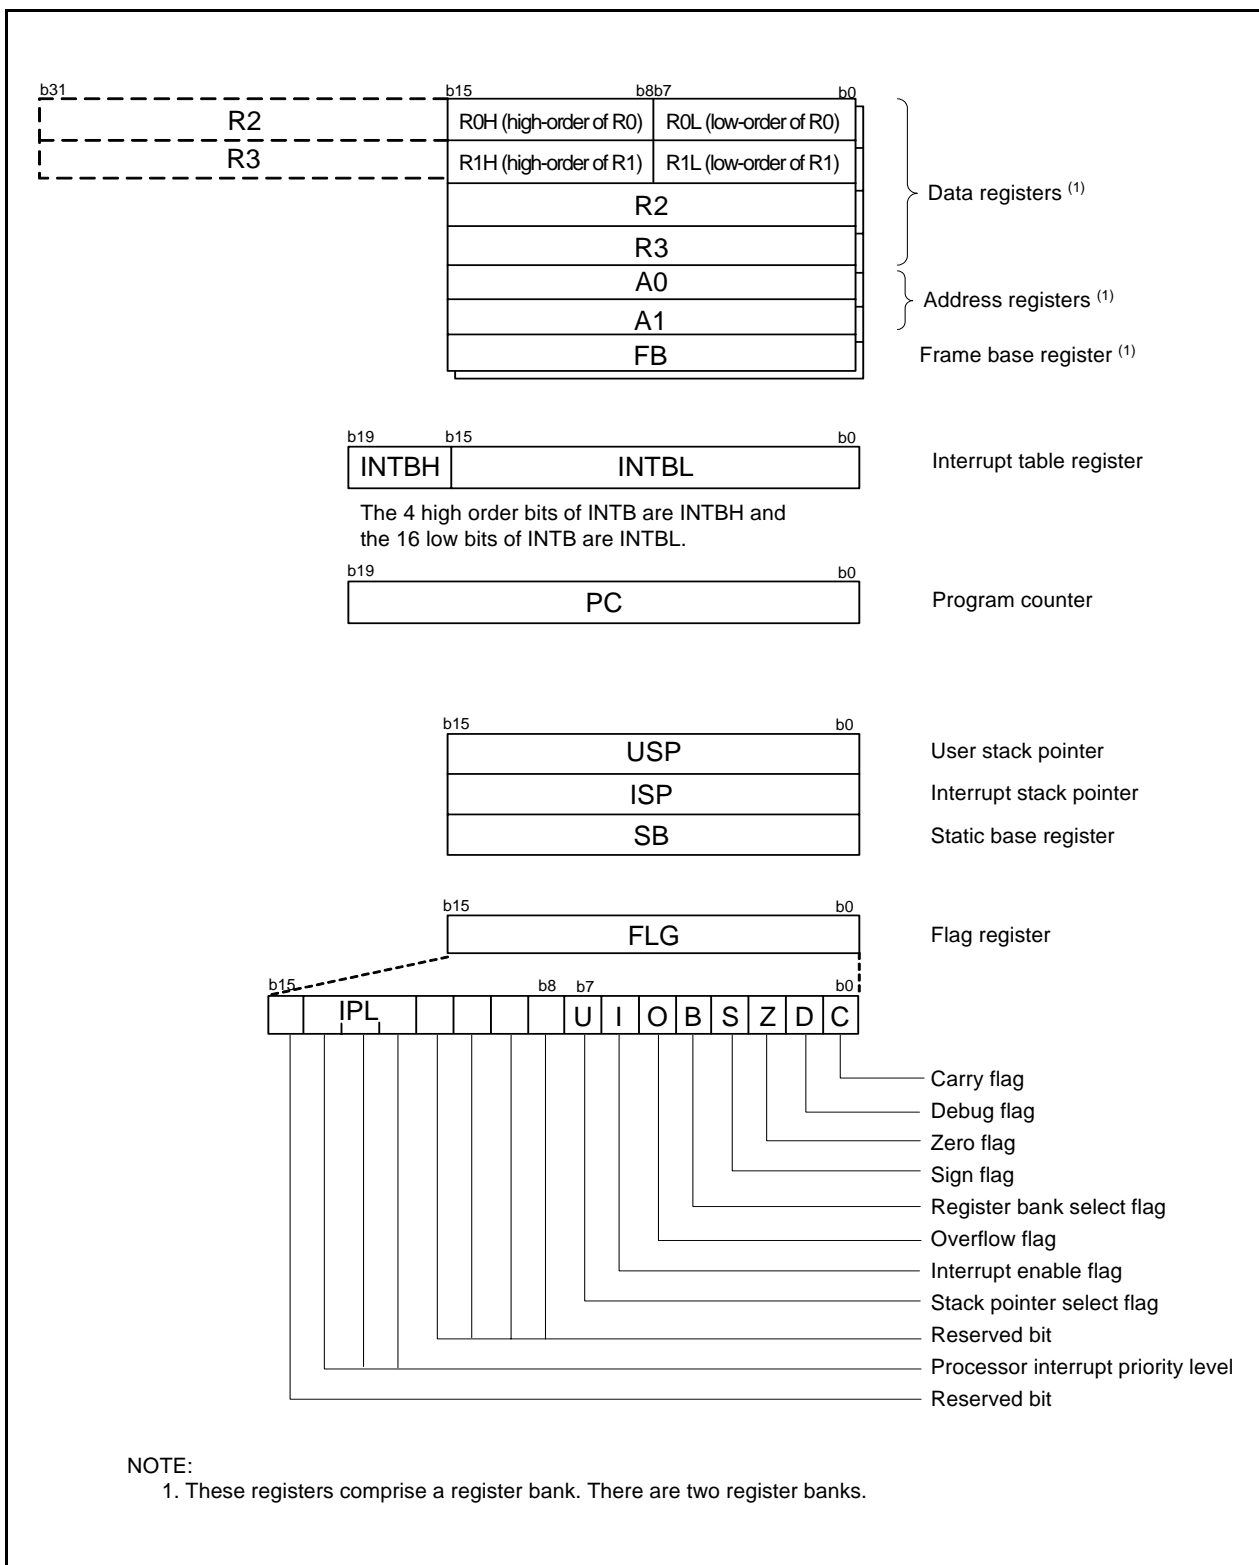 b31 b15 b8b7 b0
R2 R0H (high-order of R0) R0L (low-order of R0)
R3 R1H (high-order of R1) R1L (low-order of R1)
R2
Data registers (1)
R3
A0
Address registers (1)
A1
FB Frame base register (1)
b19 b15 b0
INTBH INTBL Interrupt table register
The 4 high order bits of INTB are INTBH and
the 16 low bits of INTB are INTBL.
b19 b0
PC Program counter
b15 b0
USP User stack pointer
ISP Interrupt stack pointer
SB Static base register
b15 b0
FLG Flag register
b15 b8 b7 b0
IPL U I O B S Z D C
Carry flag
Debug flag
Zero flag
Sign flag
Register bank select flag
Overflow flag
Interrupt enable flag
Stack pointer select flag
Reserved bit
Processor interrupt priority level
Reserved bit
NOTE:
1. These registers comprise a register bank. There are two register banks.